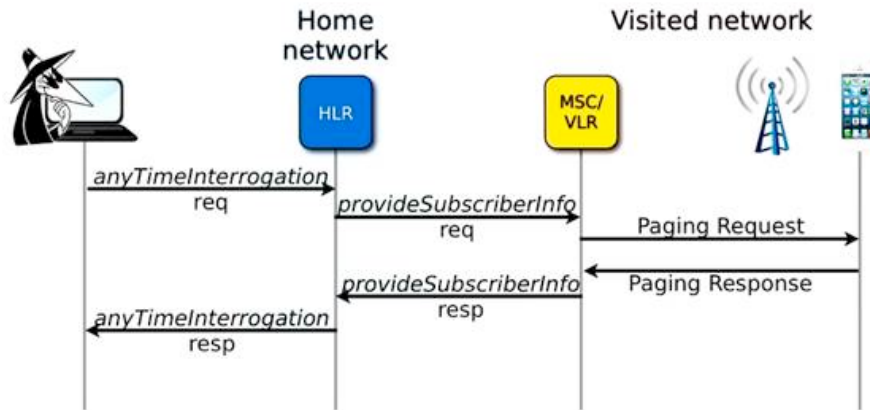 Home
network
Visited network
HLR
MSC/
VLR
anyTimeInterrogation
req
provideSubscriberInfo
req
Paging Request
Paging Response
provideSubscriberInfo
resp
anyTimeInterrogation
resp